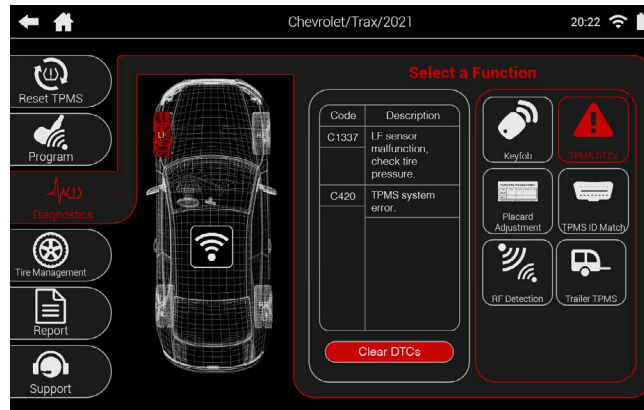 Chevrolet/Trax/2021
20:22
Reset TPMS
Program
Diagnostics
Tire Management
Report
Support
LF
Select a Function
Code Description
C1337 LF sensor
malfunction,
check tire
pressure.
C420 TPMS system
error.
Clear DTCs
Keyfob
TPMS DTCs
Placard
Adjustment
TPMS ID Match
RF Detection
Trailer TPMS